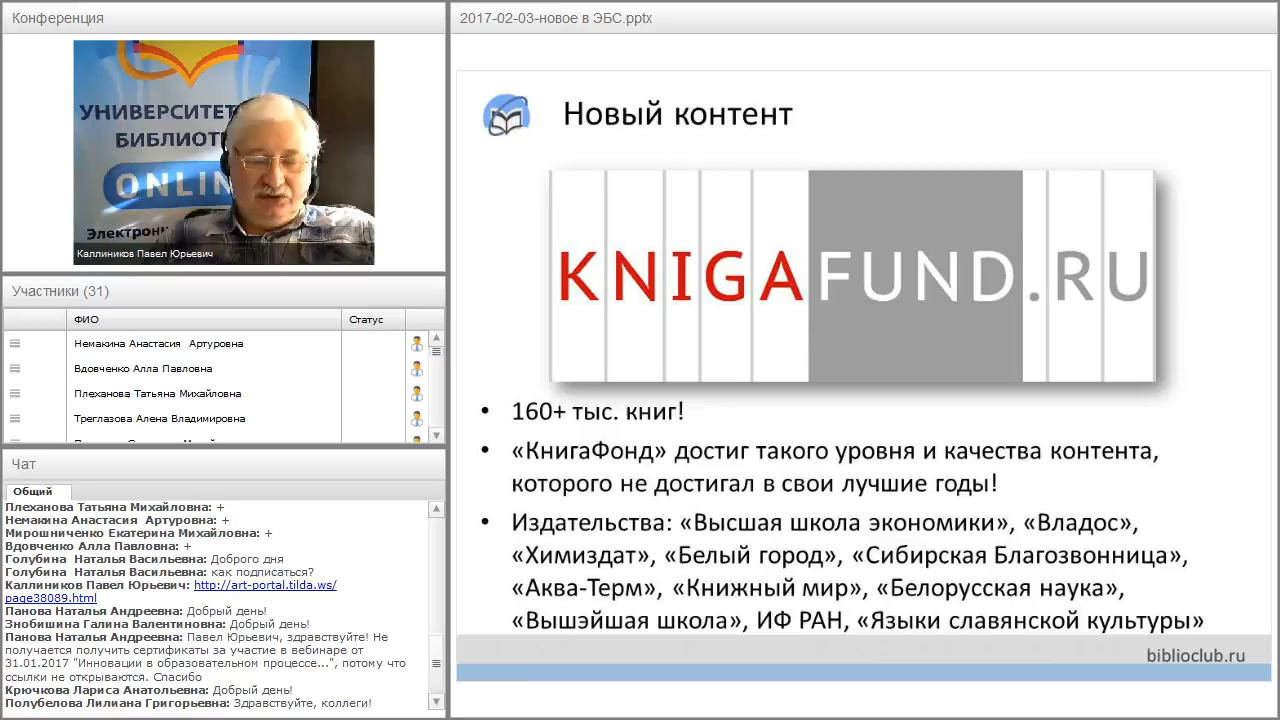 Конференция
УНИВЕРСИТЕТ
БИБЛИОТ
ONLIN
Электронн
Каллиников Павел Юрьевич
Участники (31)
ФИО
Статус
Немакина Анастасия Артуровна
Вдовченко Алла Павловна
Плеханова Татьяна Михайловна
Треглазова Алена Владимировна
Чат
Общий
Плеханова Татьяна Михайловна: +
Немакина Анастасия Артуровна: +
Мирошниченко Екатерина Михайловна: +
Вдовченко Алла Павловна: +
Голубина Наталья Васильевна: Доброго дня
Голубина Наталья Васильевна: как подписаться?
Каллиников Павел Юрьевич: http://art-portal.tilda.ws/
page38089.html
Панова Наталья Андреевна: Добрый день!
Знобишина Галина Валентиновна: Добрый день!
Панова Наталья Андреевна: Павел Юрьевич, здравствуйте! Не
получается получить сертификаты за участие в вебинаре от
31.01.2017 "Инновации в образовательном процессе...", потому что
ссылки не открываются. Спасибо
Крючкова Лариса Анатольевна: Добрый день!
Полубелова Лилиана Григорьевна: Здравствуйте, коллеги!
2017-02-03-новое в ЭБС.pptx
Новый контент
KNIGAFUND.RU
• 160+ тыс. книг!
• «КнигаФонд» достиг такого уровня и качества контента,
которого не достигал в свои лучшие годы!
• Издательства: «Высшая школа экономики», «Владос»,
«Химиздат», «Белый город», «Сибирская Благозвонница»,
«Аква-Терм», «Книжный мир», «Белорусская наука»,
«Вышэйшая школа», ИФ РАН, «Языки славянской культуры»
biblioclub.ru